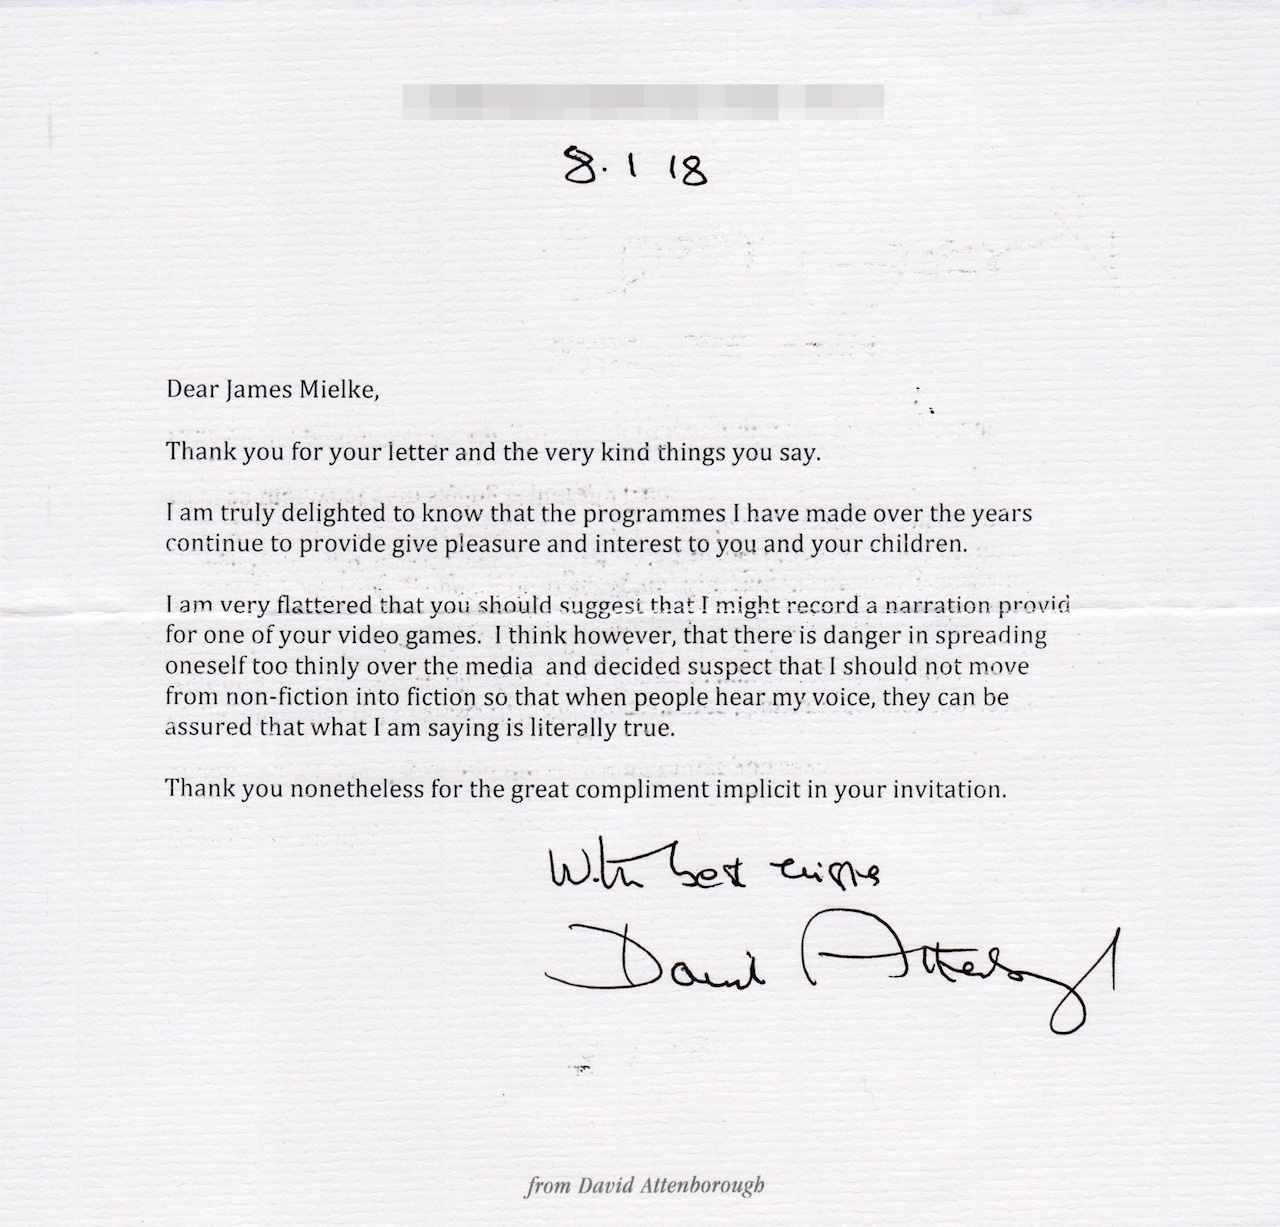 8. 1 18
Dear James Mielke,
Thank you for your letter and the very kind things you say.
I am truly delighted to know that the programmes I have made over the years
continue to provide give pleasure and interest to you and your children.
I am very flattered that you should suggest that I might record a narration provid
for one of your video games.  I think however, that there is danger in spreading
oneself too thinly over the media  and decided suspect that I should not move
from non-fiction into fiction so that when people hear my voice, they can be
assured that what I am saying is literally true.
Thank you nonetheless for the great compliment implicit in your invitation.
With best wishes
David Attenborough
from David Attenborough